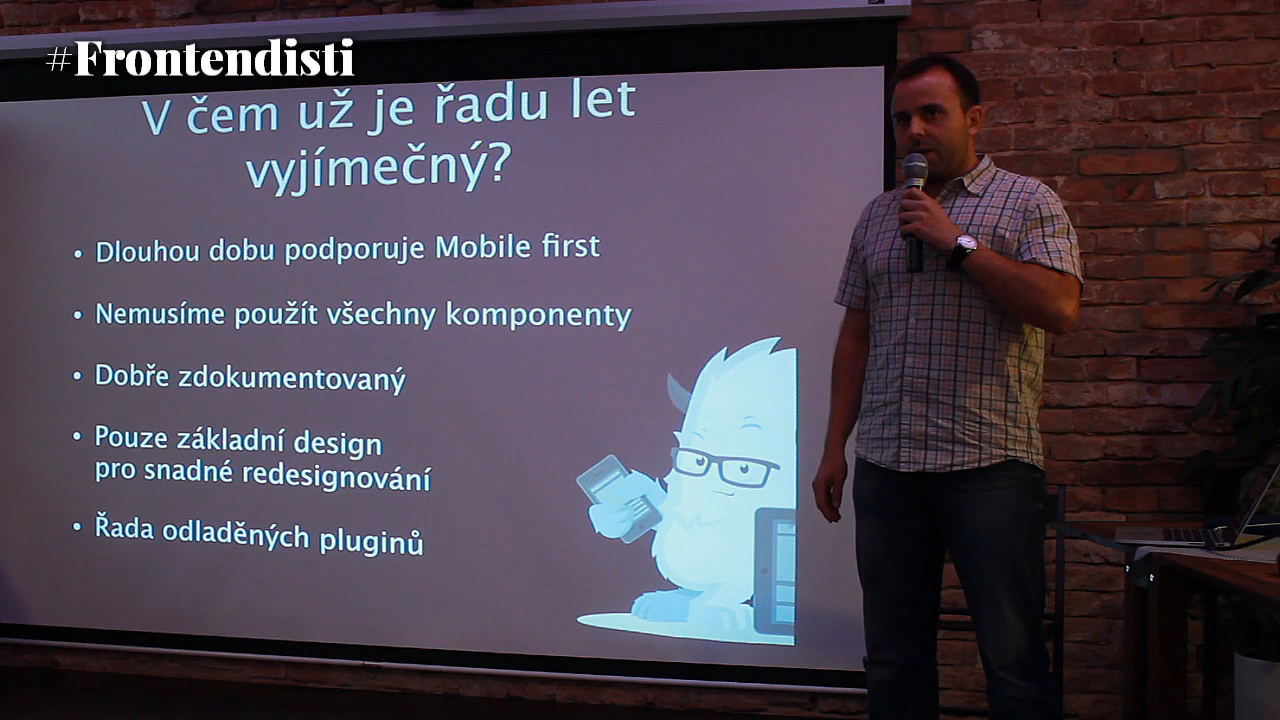 #Frontendisti
V čem už je řadu let
vyjímečný?
• Dlouhou dobu podporuje Mobile first
• Nemusíme použít všechny komponenty
• Dobře zdokumentovaný
• Pouze základní design
pro snadné redesignování
• Řada odladěných pluginů